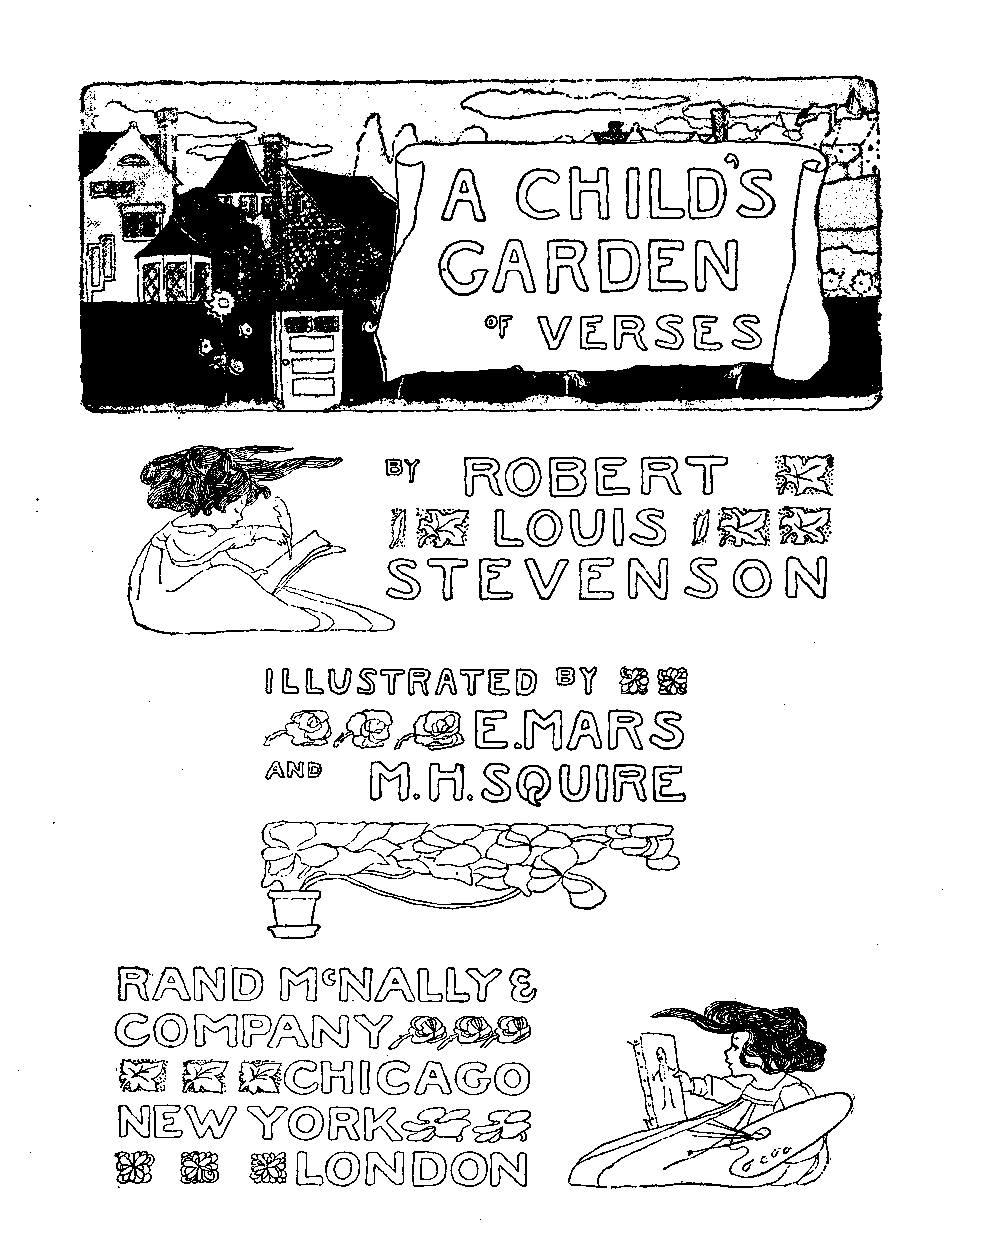 A CHILD'S
GARDEN
OF VERSES
BY ROBERT
LOUIS
STEVENSON
ILLUSTRATED BY
E. MARS
AND M. H. SQUIRE
RAND McNALLY &
COMPANY
CHICAGO
NEW YORK
LONDON